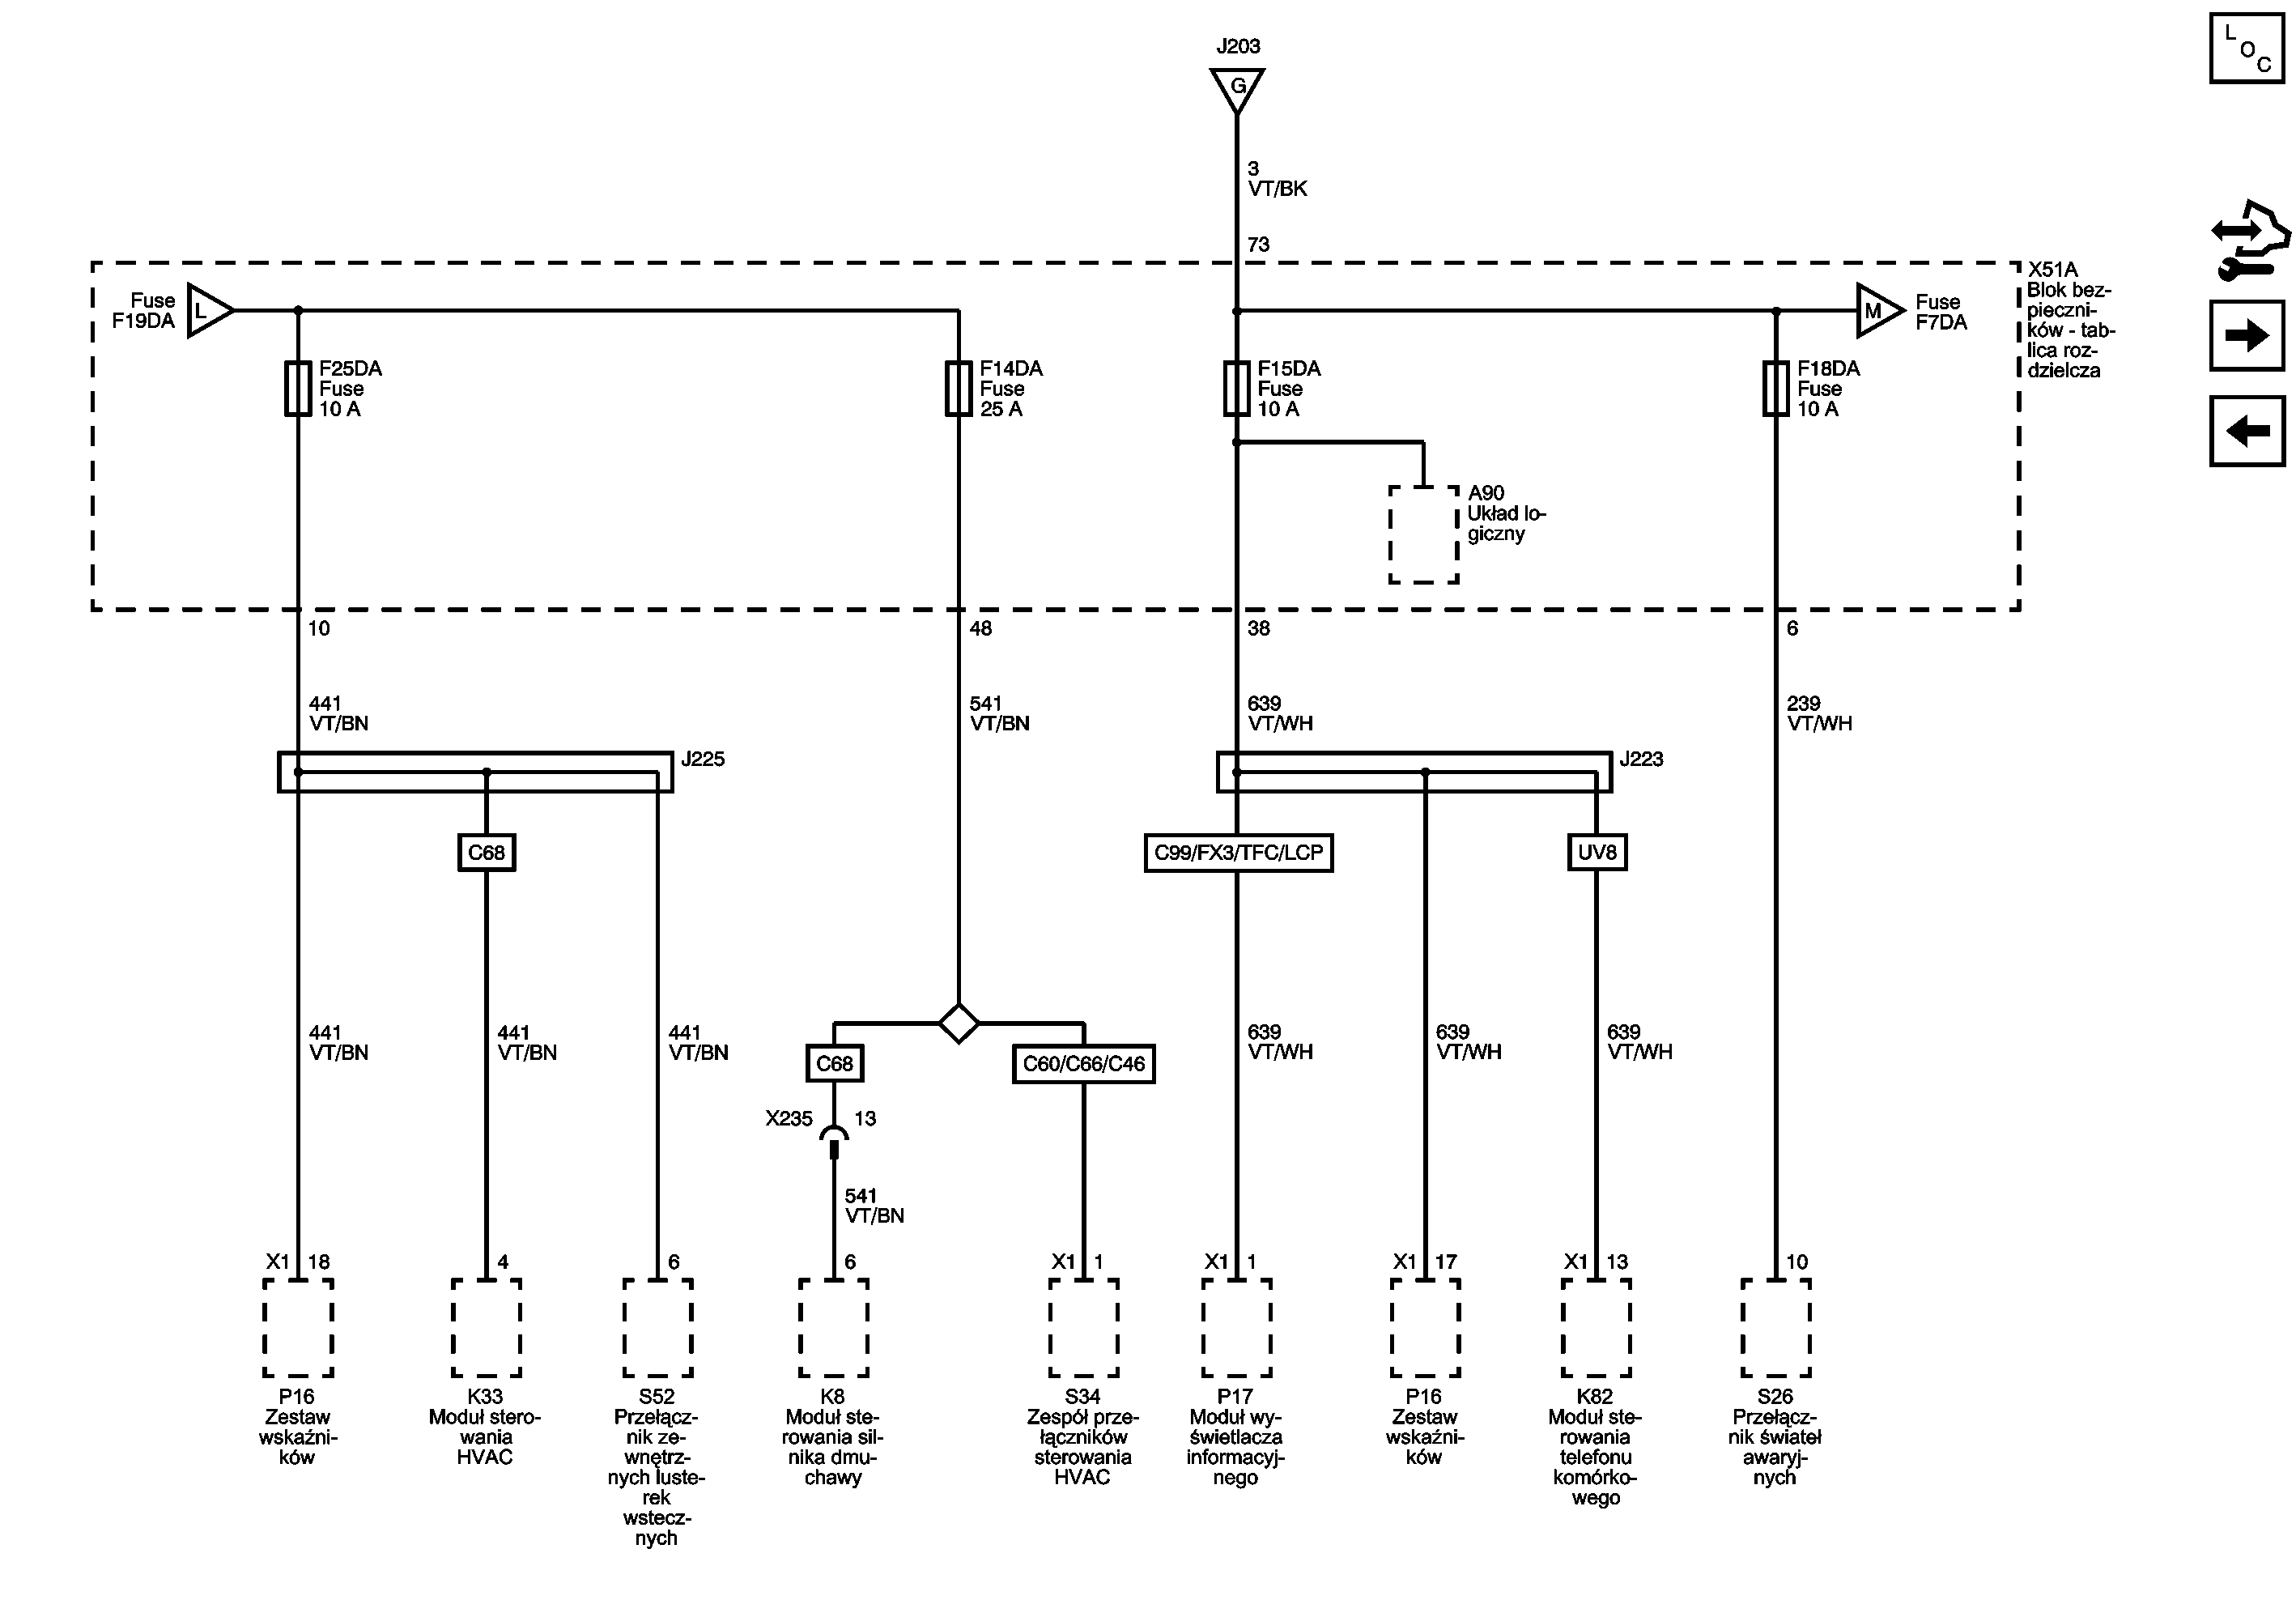 J203
G
3
VT/BK
73
L
O
C
Fuse
F19DA
L
M
Fuse
F7DA
X51A
Blok bez-
pieczni-
ków - tab-
lica roz-
dzielcza
F25DA
Fuse
10 A
F14DA
Fuse
25 A
F15DA
Fuse
10 A
F18DA
Fuse
10 A
A90
Układ lo-
giczny
10
48
38
6
441
VT/BN
541
VT/BN
639
VT/WH
239
VT/WH
J225
J223
C68
C99/FX3/TFC/LCP
UV8
441
VT/BN
441
VT/BN
441
VT/BN
639
VT/WH
639
VT/WH
639
VT/WH
C68
C60/C66/C46
X235
13
541
VT/BN
X1
18
4
6
6
X1
1
X1
1
X1
17
X1
13
10
P16
Zestaw
wskaźni-
ków
K33
Moduł stero-
wania
HVAC
S52
Przełącz-
nik ze-
wnętrz-
nych luste-
rek
wstecz-
nych
K8
Moduł ste-
rowania sil-
nika dmu-
chawy
S34
Zespół prze-
łączników
sterowania
HVAC
P17
Moduł wy-
świetlacza
informacyj-
nego
P16
Zestaw
wskaźni-
ków
K82
Moduł ste-
rowania
telefonu
komórko-
wego
S26
Przełącz-
nik świateł
awaryj-
nych